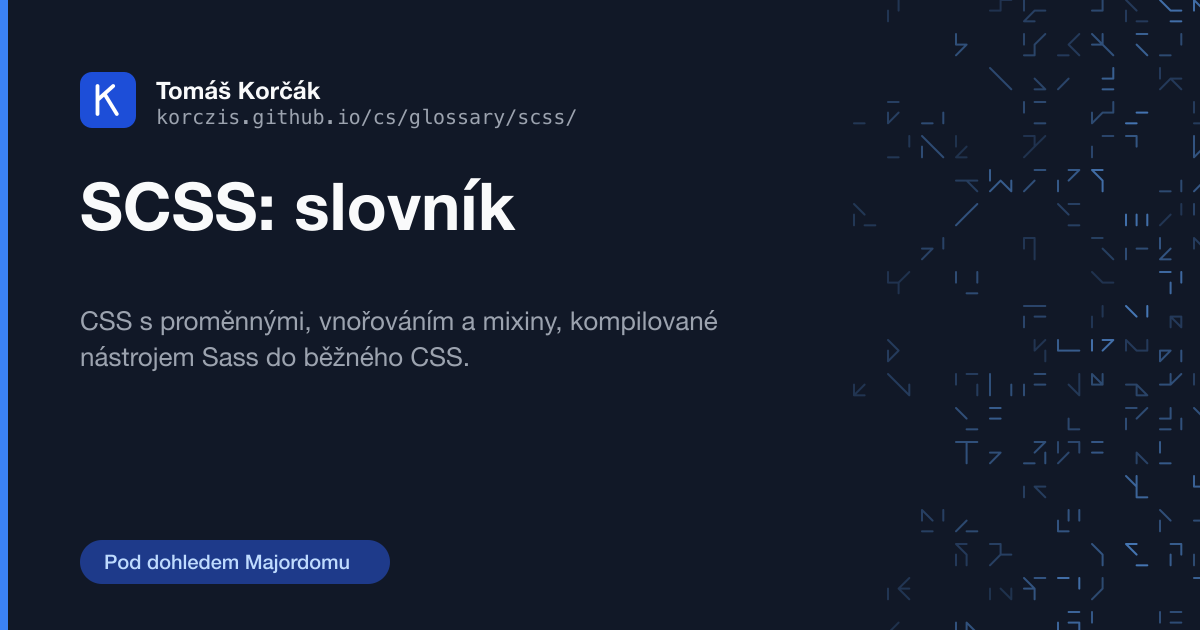 Tomáš Korčák
korczis.github.io/cs/glossary/scss/
SCSS: slovník
CSS s proměnnými, vnořováním a mixiny, kompilované
nástrojem Sass do běžného CSS.
Pod dohledem Majordomu